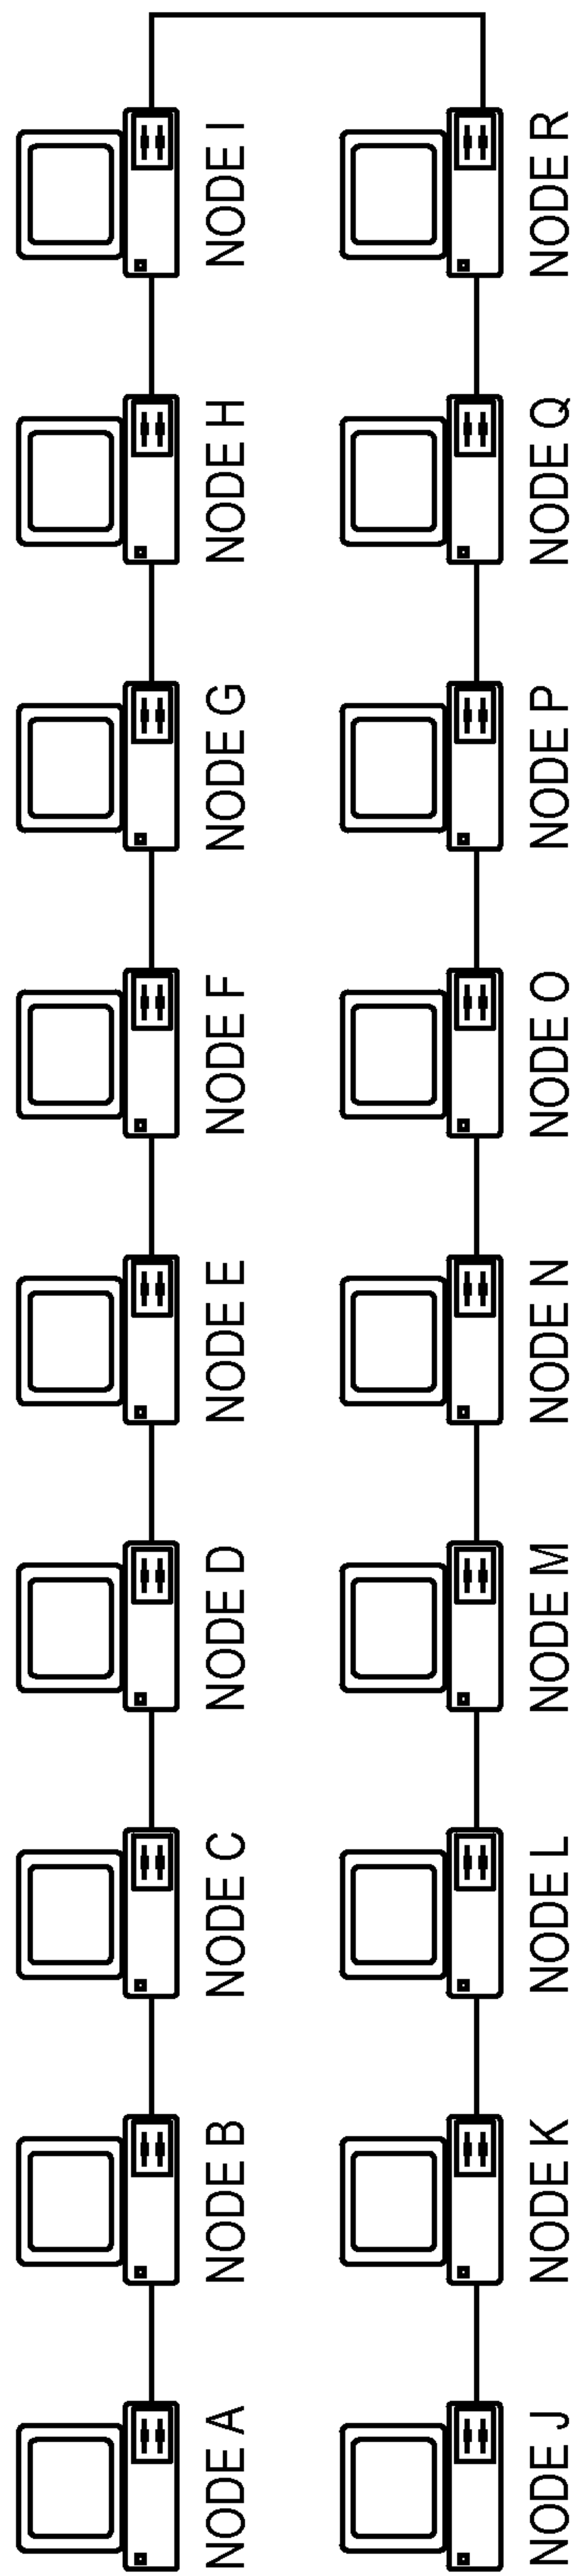 NODE A
NODE B
NODE C
NODE D
NODE E
NODE F
NODE G
NODE H
NODE I
NODE J
NODE K
NODE L
NODE M
NODE N
NODE O
NODE P
NODE Q
NODE R